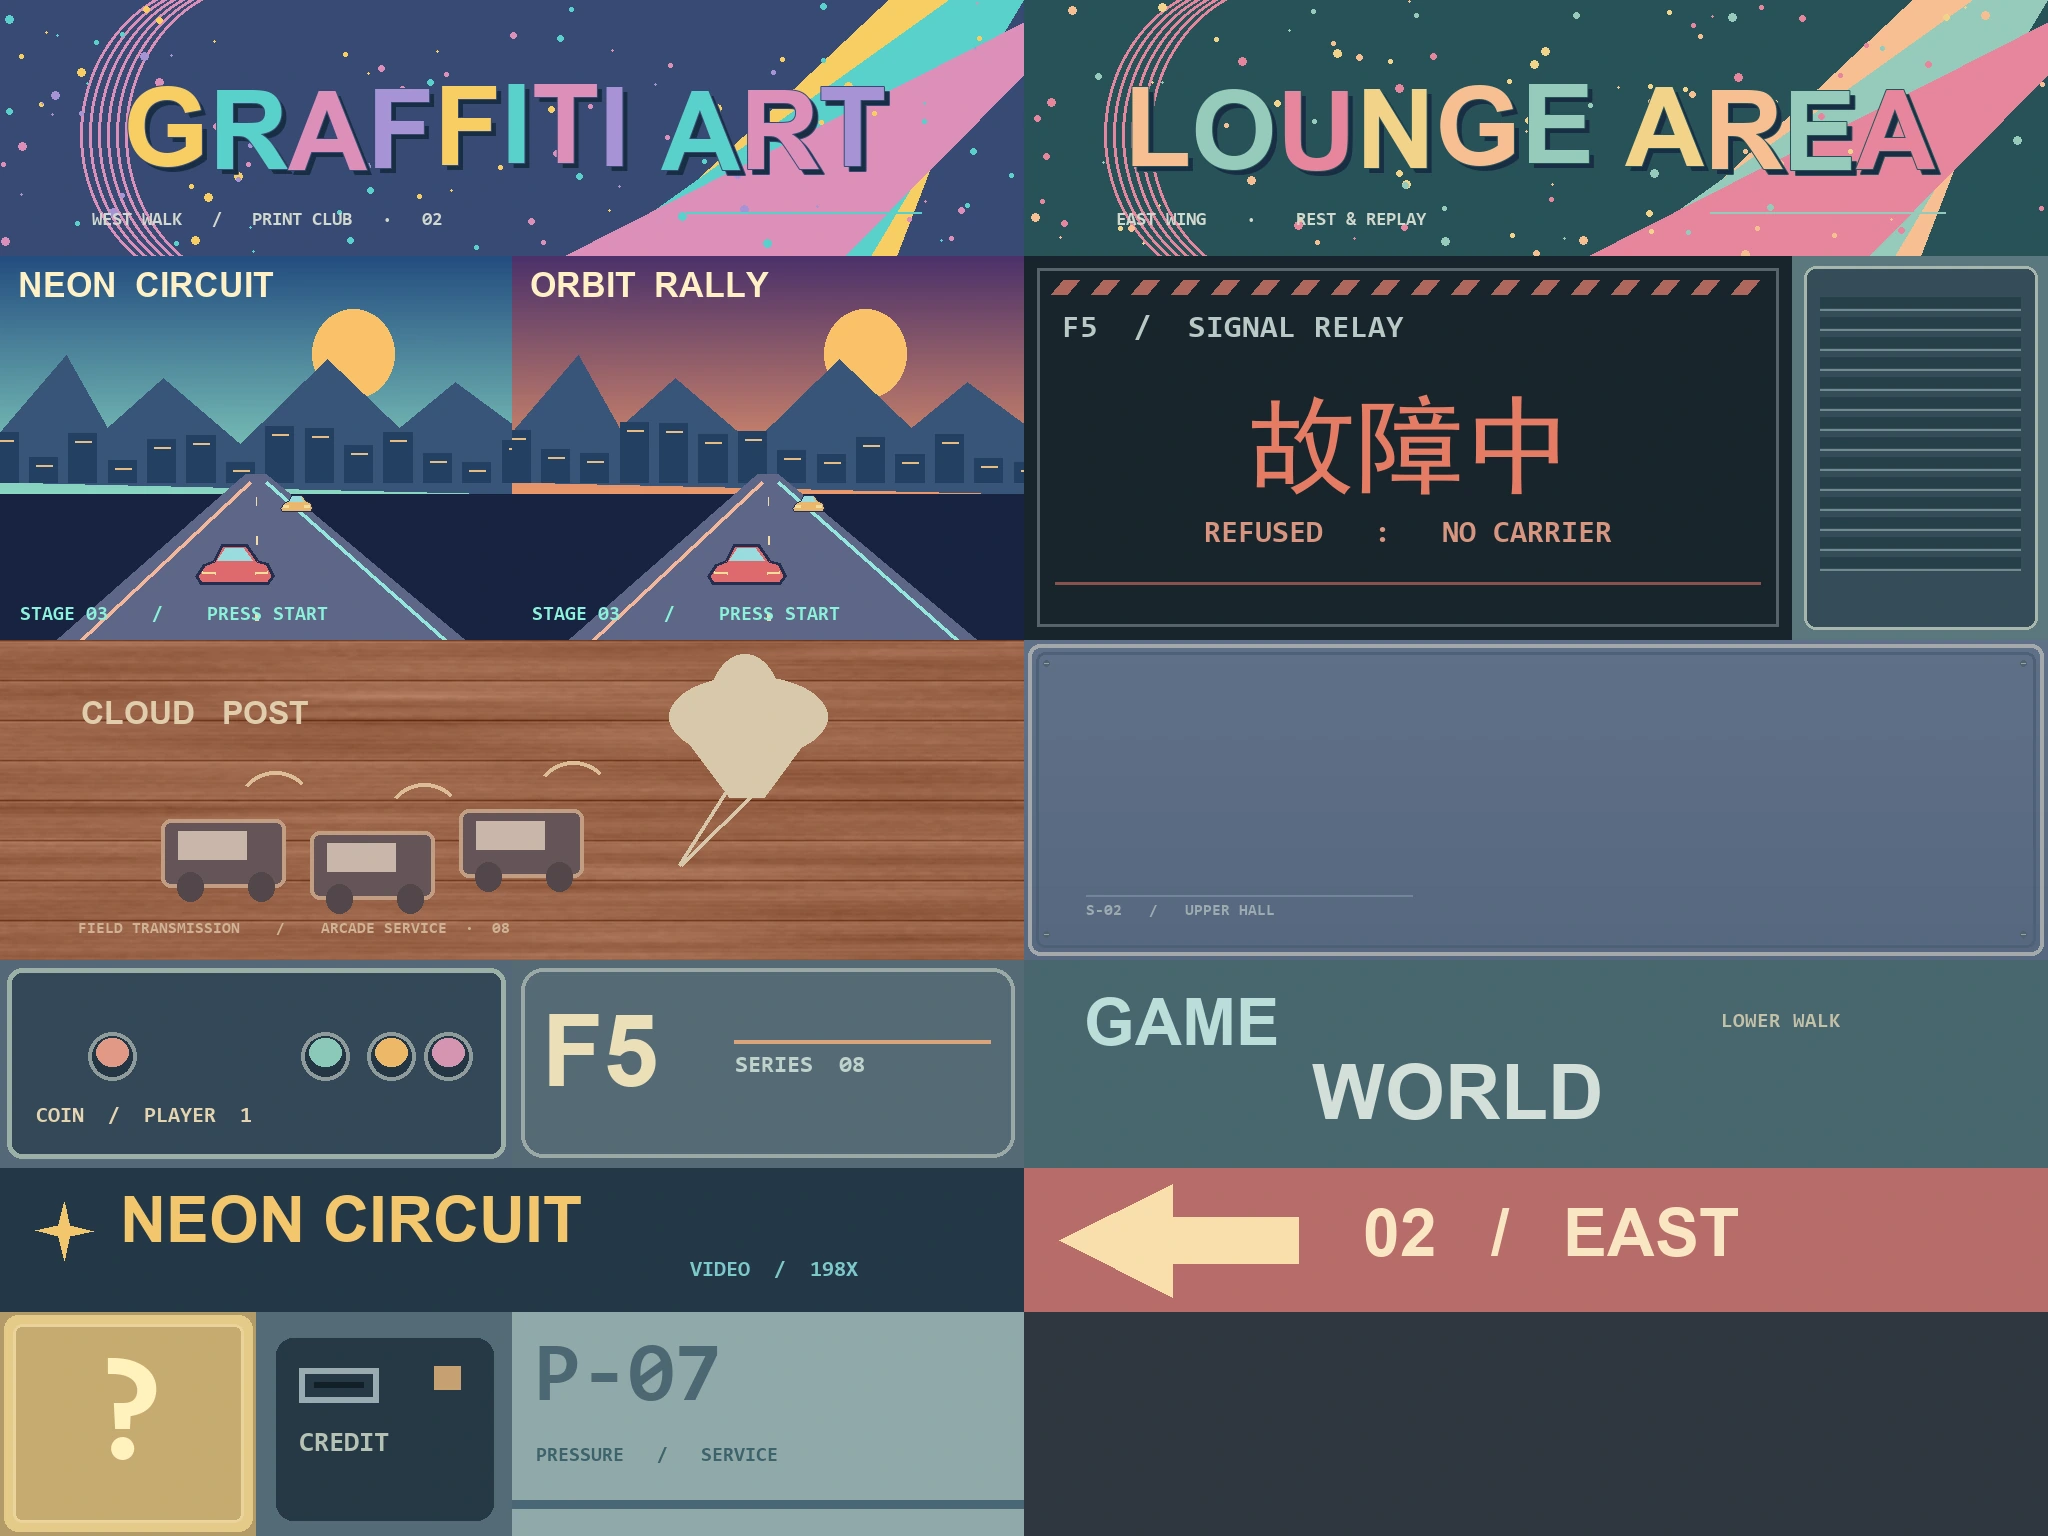 GRAFFITI ART
WEST WALK / PRINT CLUB · 02
LOUNGE AREA
EAST WING · REST & REPLAY
NEON CIRCUIT
STAGE 03 / PRESS START
ORBIT RALLY
STAGE 03 / PRESS START
F5 / SIGNAL RELAY
故障中
REFUSED : NO CARRIER
CLOUD POST
FIELD TRANSMISSION / ARCADE SERVICE · 08
S-02 / UPPER HALL
COIN / PLAYER 1
F5
SERIES 08
GAME
WORLD
LOWER WALK
NEON CIRCUIT
VIDEO / 198X
02 / EAST
?
CREDIT
P-07
PRESSURE / SERVICE